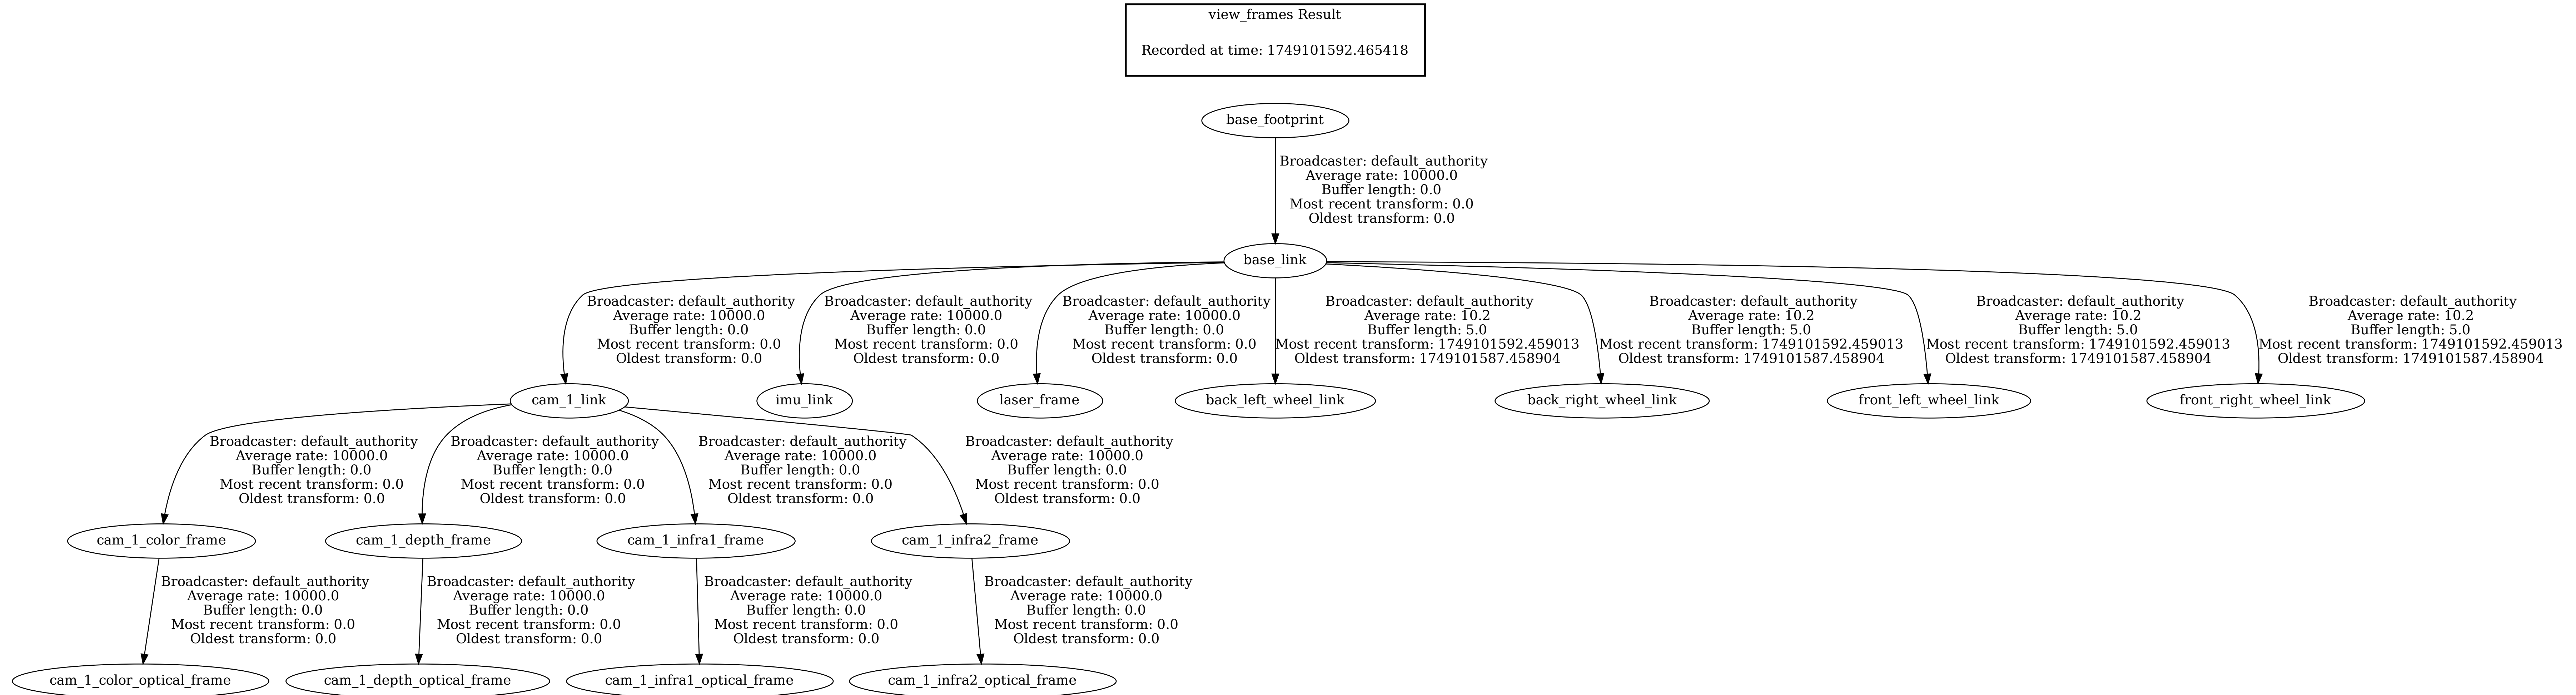 view_frames Result
Recorded at time: 1749101592.465418
base_footprint
Broadcaster: default_authority
Average rate: 10000.0
Buffer length: 0.0
Most recent transform: 0.0
Oldest transform: 0.0
base_link
Broadcaster: default_authority
Average rate: 10000.0
Buffer length: 0.0
Most recent transform: 0.0
Oldest transform: 0.0
Broadcaster: default_authority
Average rate: 10000.0
Buffer length: 0.0
Most recent transform: 0.0
Oldest transform: 0.0
Broadcaster: default_authority
Average rate: 10000.0
Buffer length: 0.0
Most recent transform: 0.0
Oldest transform: 0.0
Broadcaster: default_authority
Average rate: 10.2
Buffer length: 5.0
Most recent transform: 1749101592.459013
Oldest transform: 1749101587.458904
Broadcaster: default_authority
Average rate: 10.2
Buffer length: 5.0
Most recent transform: 1749101592.459013
Oldest transform: 1749101587.458904
Broadcaster: default_authority
Average rate: 10.2
Buffer length: 5.0
Most recent transform: 1749101592.459013
Oldest transform: 1749101587.458904
Broadcaster: default_authority
Average rate: 10.2
Buffer length: 5.0
Most recent transform: 1749101592.459013
Oldest transform: 1749101587.458904
cam_1_link
imu_link
laser_frame
back_left_wheel_link
back_right_wheel_link
front_left_wheel_link
front_right_wheel_link
Broadcaster: default_authority
Average rate: 10000.0
Buffer length: 0.0
Most recent transform: 0.0
Oldest transform: 0.0
Broadcaster: default_authority
Average rate: 10000.0
Buffer length: 0.0
Most recent transform: 0.0
Oldest transform: 0.0
Broadcaster: default_authority
Average rate: 10000.0
Buffer length: 0.0
Most recent transform: 0.0
Oldest transform: 0.0
Broadcaster: default_authority
Average rate: 10000.0
Buffer length: 0.0
Most recent transform: 0.0
Oldest transform: 0.0
cam_1_color_frame
cam_1_depth_frame
cam_1_infra1_frame
cam_1_infra2_frame
Broadcaster: default_authority
Average rate: 10000.0
Buffer length: 0.0
Most recent transform: 0.0
Oldest transform: 0.0
Broadcaster: default_authority
Average rate: 10000.0
Buffer length: 0.0
Most recent transform: 0.0
Oldest transform: 0.0
Broadcaster: default_authority
Average rate: 10000.0
Buffer length: 0.0
Most recent transform: 0.0
Oldest transform: 0.0
Broadcaster: default_authority
Average rate: 10000.0
Buffer length: 0.0
Most recent transform: 0.0
Oldest transform: 0.0
cam_1_color_optical_frame
cam_1_depth_optical_frame
cam_1_infra1_optical_frame
cam_1_infra2_optical_frame